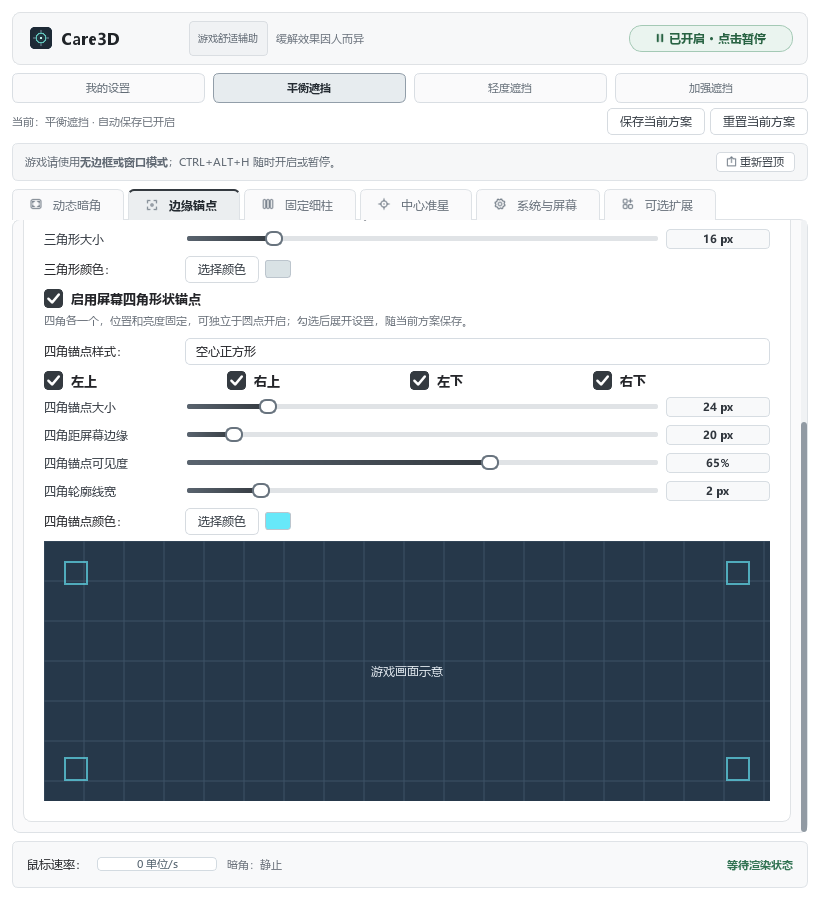 Care3D 游戏舒适辅助 缓解效果因人而异 已开启・点击暂停
我的设置 平衡遮挡 轻度遮挡 加强遮挡
当前：平衡遮挡 · 自动保存已开启 保存当前方案 重置当前方案
游戏请使用无边框或窗口模式；CTRL+ALT+H 随时开启或暂停。 重新置顶
动态暗角 边缘锚点 固定细柱 中心准星 系统与屏幕 可选扩展
三角形大小 16 px
三角形颜色： 选择颜色
启用屏幕四角形状锚点
四角各一个，位置和亮度固定，可独立于圆点开启；勾选后展开设置，随当前方案保存。
四角锚点样式： 空心正方形
左上 右上 左下 右下
四角锚点大小 24 px
四角距屏幕边缘 20 px
四角锚点可见度 65%
四角轮廓线宽 2 px
四角锚点颜色： 选择颜色
游戏画面示意
鼠标速率： 0 单位/s 暗角：静止 等待渲染状态